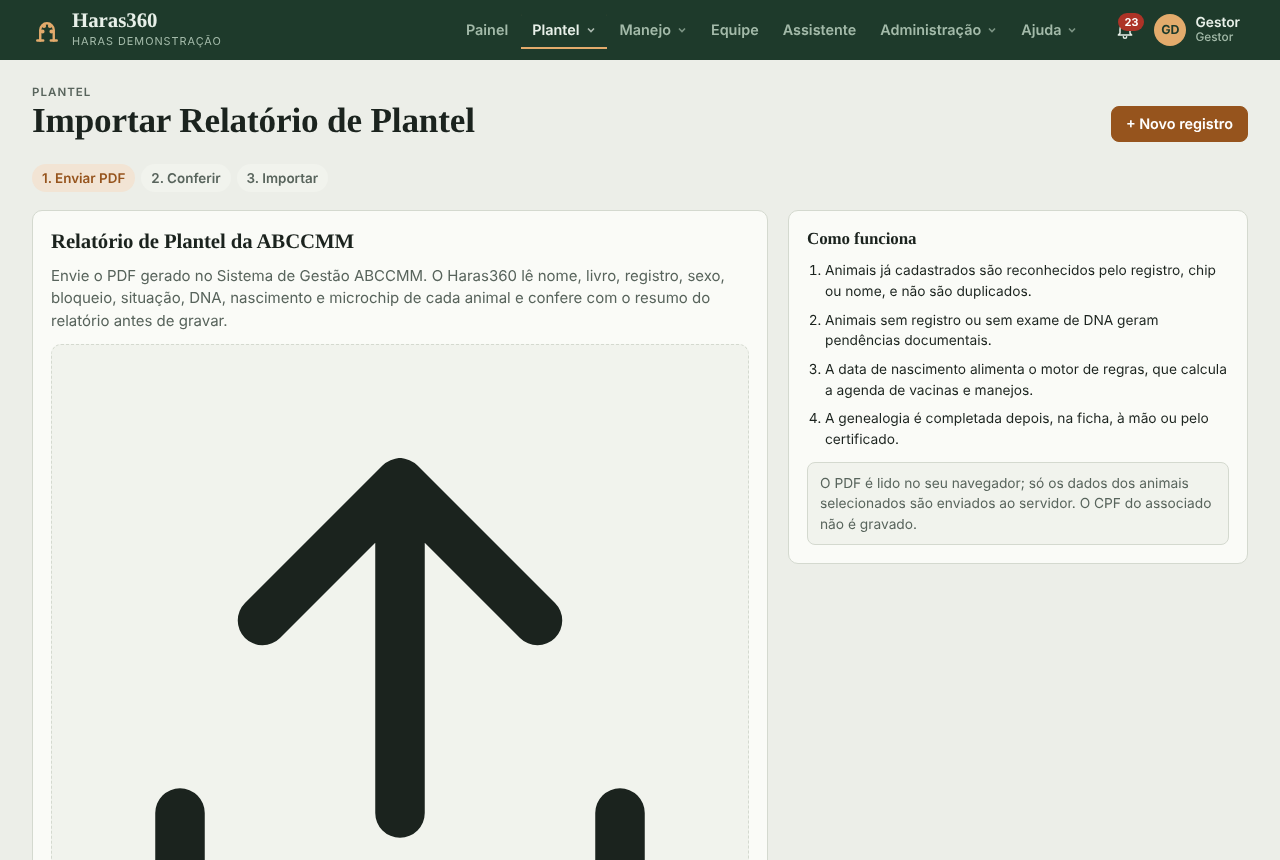 Haras360
HARAS DEMONSTRAÇÃO
Painel
Plantel
Manejo
Equipe
Assistente
Administração
Ajuda
23
GD
Gestor
Gestor
PLANTEL
Importar Relatório de Plantel
+ Novo registro
1. Enviar PDF
2. Conferir
3. Importar
Relatório de Plantel da ABCCMM
Envie o PDF gerado no Sistema de Gestão ABCCMM. O Haras360 lê nome, livro, registro, sexo,
bloqueio, situação, DNA, nascimento e microchip de cada animal e confere com o resumo do
relatório antes de gravar.
Como funciona
1. Animais já cadastrados são reconhecidos pelo registro, chip
ou nome, e não são duplicados.
2. Animais sem registro ou sem exame de DNA geram
pendências documentais.
3. A data de nascimento alimenta o motor de regras, que calcula
a agenda de vacinas e manejos.
4. A genealogia é completada depois, na ficha, à mão ou pelo
certificado.
O PDF é lido no seu navegador; só os dados dos animais
selecionados são enviados ao servidor. O CPF do associado
não é gravado.